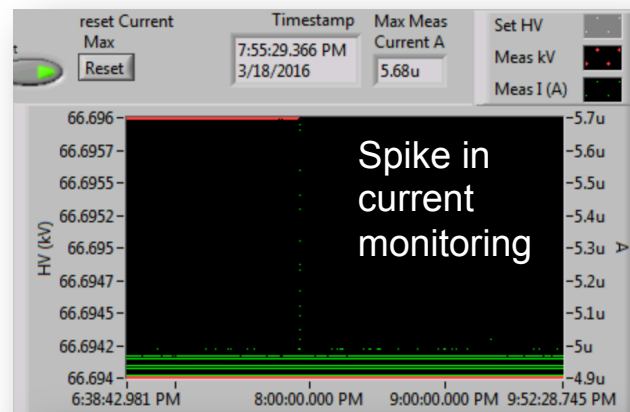 reset Current
Max
Reset
t
Timestamp
7:55:29.366 PM
3/18/2016
Max Meas
Current A
5.68u
Set HV
Meas kV
Meas I (A)
HV (kV)
66.696
66.6957
66.6955
66.6952
66.695
66.6947
66.6945
66.6942
66.694
Spike in
current
monitoring
5.7u
5.6u
5.5u
5.4u
5.3u
5.2u
5.1u
5u
4.9u
A
6:38:42.981 PM
8:00:00.000 PM
9:00:00.000 PM
9:52:28.745 PM